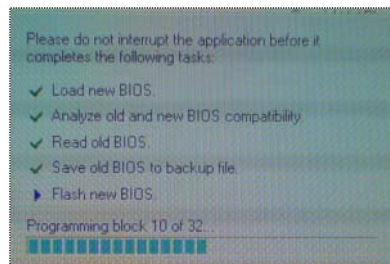 Please do not interrupt the application before it
completes the following tasks:
Load new BIOS.
Analyze old and new BIOS compatibility.
Read old BIOS.
Save old BIOS to backup file.
Flash new BIOS.
Programming block 10 of 32...